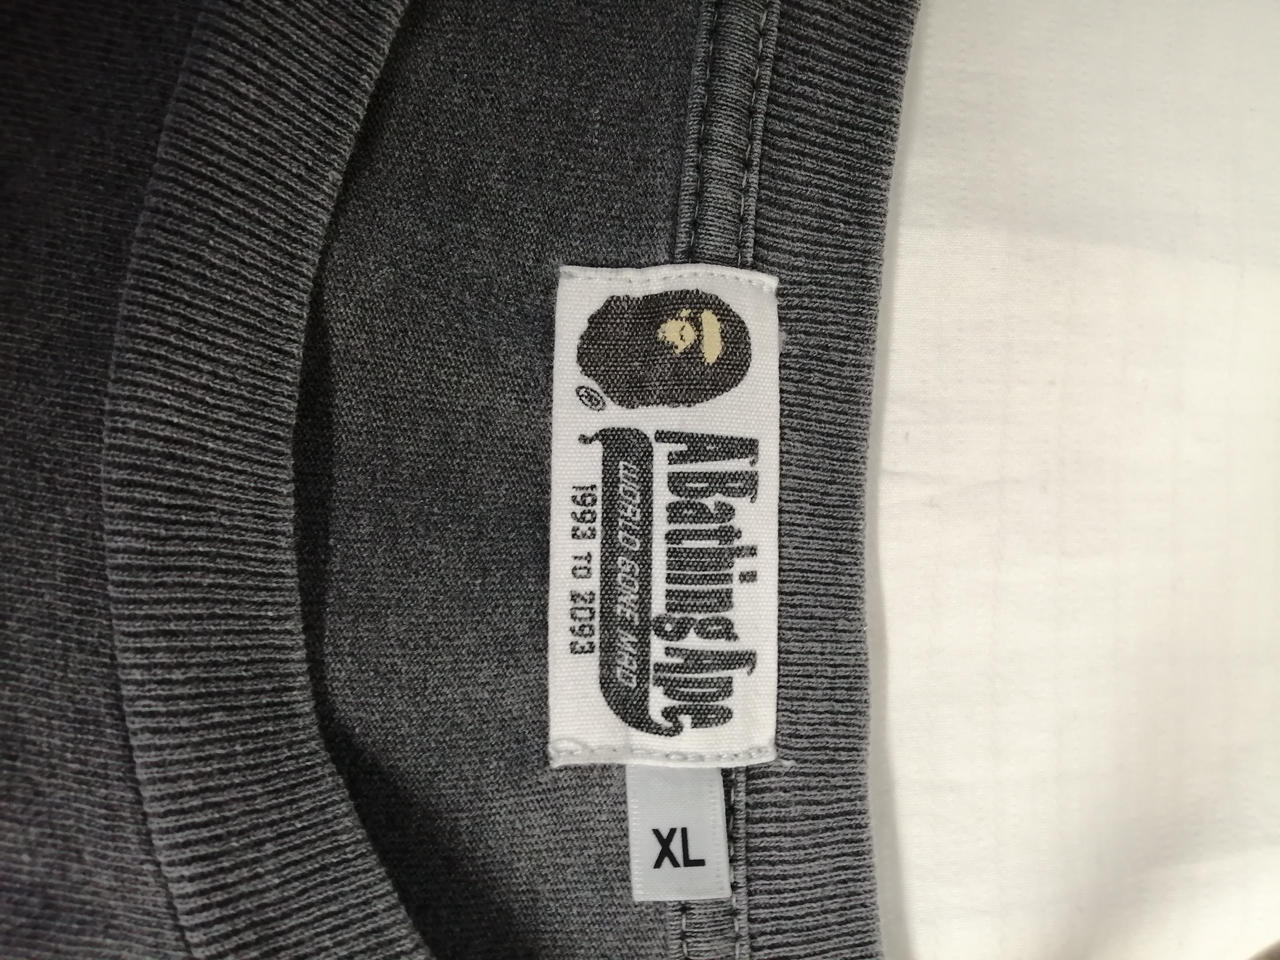 A Bathing Ape
WORLD GONE MAD
1993 TO 2093
®
XL